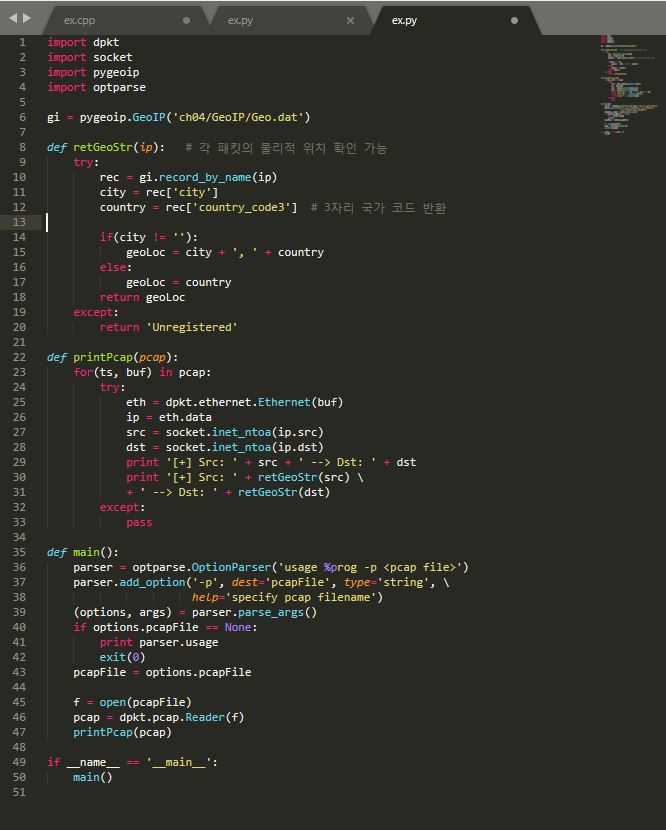 ex.cpp
ex.py
ex.py
1 import dpkt
2 import socket
3 import pygeoip
4 import optparse
5
6 gi = pygeoip.GeoIP('ch04/GeoIP/Geo.dat')
7
8 def retGeoStr(ip):   # 각 패킷의 물리적 위치 확인 가능
9     try:
10         rec = gi.record_by_name(ip)
11         city = rec['city']
12         country = rec['country_code3']  # 3자리 국가 코드 반환
13
14         if(city != ''):
15             geoLoc = city + ', ' + country
16         else:
17             geoLoc = country
18         return geoLoc
19     except:
20         return 'Unregistered'
21
22 def printPcap(pcap):
23     for(ts, buf) in pcap:
24         try:
25             eth = dpkt.ethernet.Ethernet(buf)
26             ip = eth.data
27             src = socket.inet_ntoa(ip.src)
28             dst = socket.inet_ntoa(ip.dst)
29             print '[+] Src: ' + src + ' --> Dst: ' + dst
30             print '[+] Src: ' + retGeoStr(src) \
31             + ' --> Dst: ' + retGeoStr(dst)
32         except:
33             pass
34
35 def main():
36     parser = optparse.OptionParser('usage %prog -p <pcap file>')
37     parser.add_option('-p', dest='pcapFile', type='string', \
38                       help='specify pcap filename')
39     (options, args) = parser.parse_args()
40     if options.pcapFile == None:
41         print parser.usage
42         exit(0)
43     pcapFile = options.pcapFile
44
45     f = open(pcapFile)
46     pcap = dpkt.pcap.Reader(f)
47     printPcap(pcap)
48
49 if __name__ == '__main__':
50     main()
51